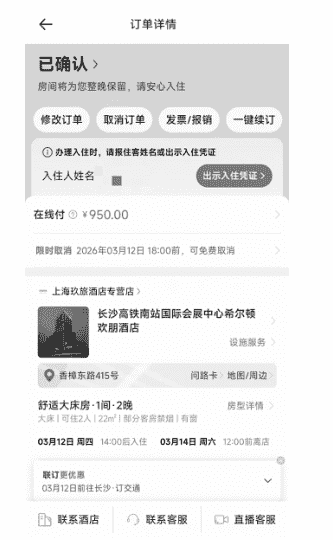 订单详情
已确认 >
房间将为您整晚保留，请安心入住
修改订单 取消订单 发票/报销 一键续订
办理入住时，请报住客姓名或出示入住凭证
入住人姓名 出示入住凭证 >
在线付 ¥950.00
限时取消 2026年03月12日 18:00前，可免费取消
上海玖旅酒店专营店 >
长沙高铁南站国际会展中心希尔顿
欢朋酒店
设施服务 >
香樟东路415号 问路卡 > 地图/周边 >
舒适大床房·1间·2晚 房型详情 >
大床 | 可住2人 | 22m² | 部分客房禁烟 | 有窗
03月12日 周四 14:00后入住 03月14日 周六 12:00前离店
联订更优惠
03月12日前往长沙·订交通
联系酒店 联系客服 直播客服